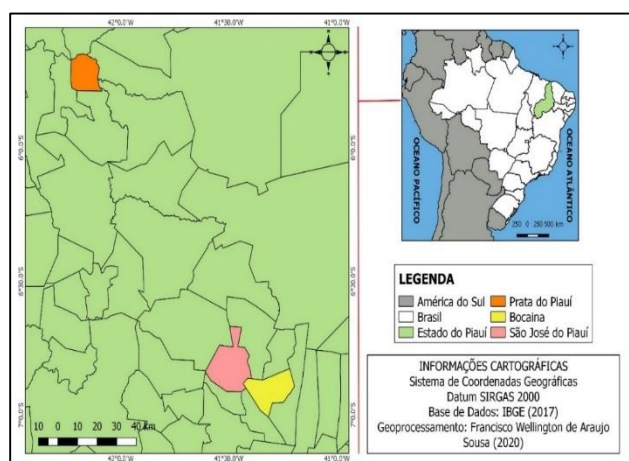 42°0.0'W 41°30.0'W 41°0.0'W
6°0.0'S
6°30.0'S
7°0.0'S
6°0.0'S
6°30.0'S
7°0.0'S
10 0 10 20 30 40 km
42°0.0'W 41°30.0'W 41°0.0'W
OCEANO PACÍFICO
OCEANO ATLÂNTICO
250 0 250 500 km
LEGENDA
América do Sul
Brasil
Estado do Piauí
Prata do Piauí
Bocaina
São José do Piauí
INFORMAÇÕES CARTOGRÁFICAS
Sistema de Coordenadas Geográficas
Datum SIRGAS 2000
Base de Dados: IBGE (2017)
Geoprocessamento: Francisco Wellington de Araujo
Sousa (2020)